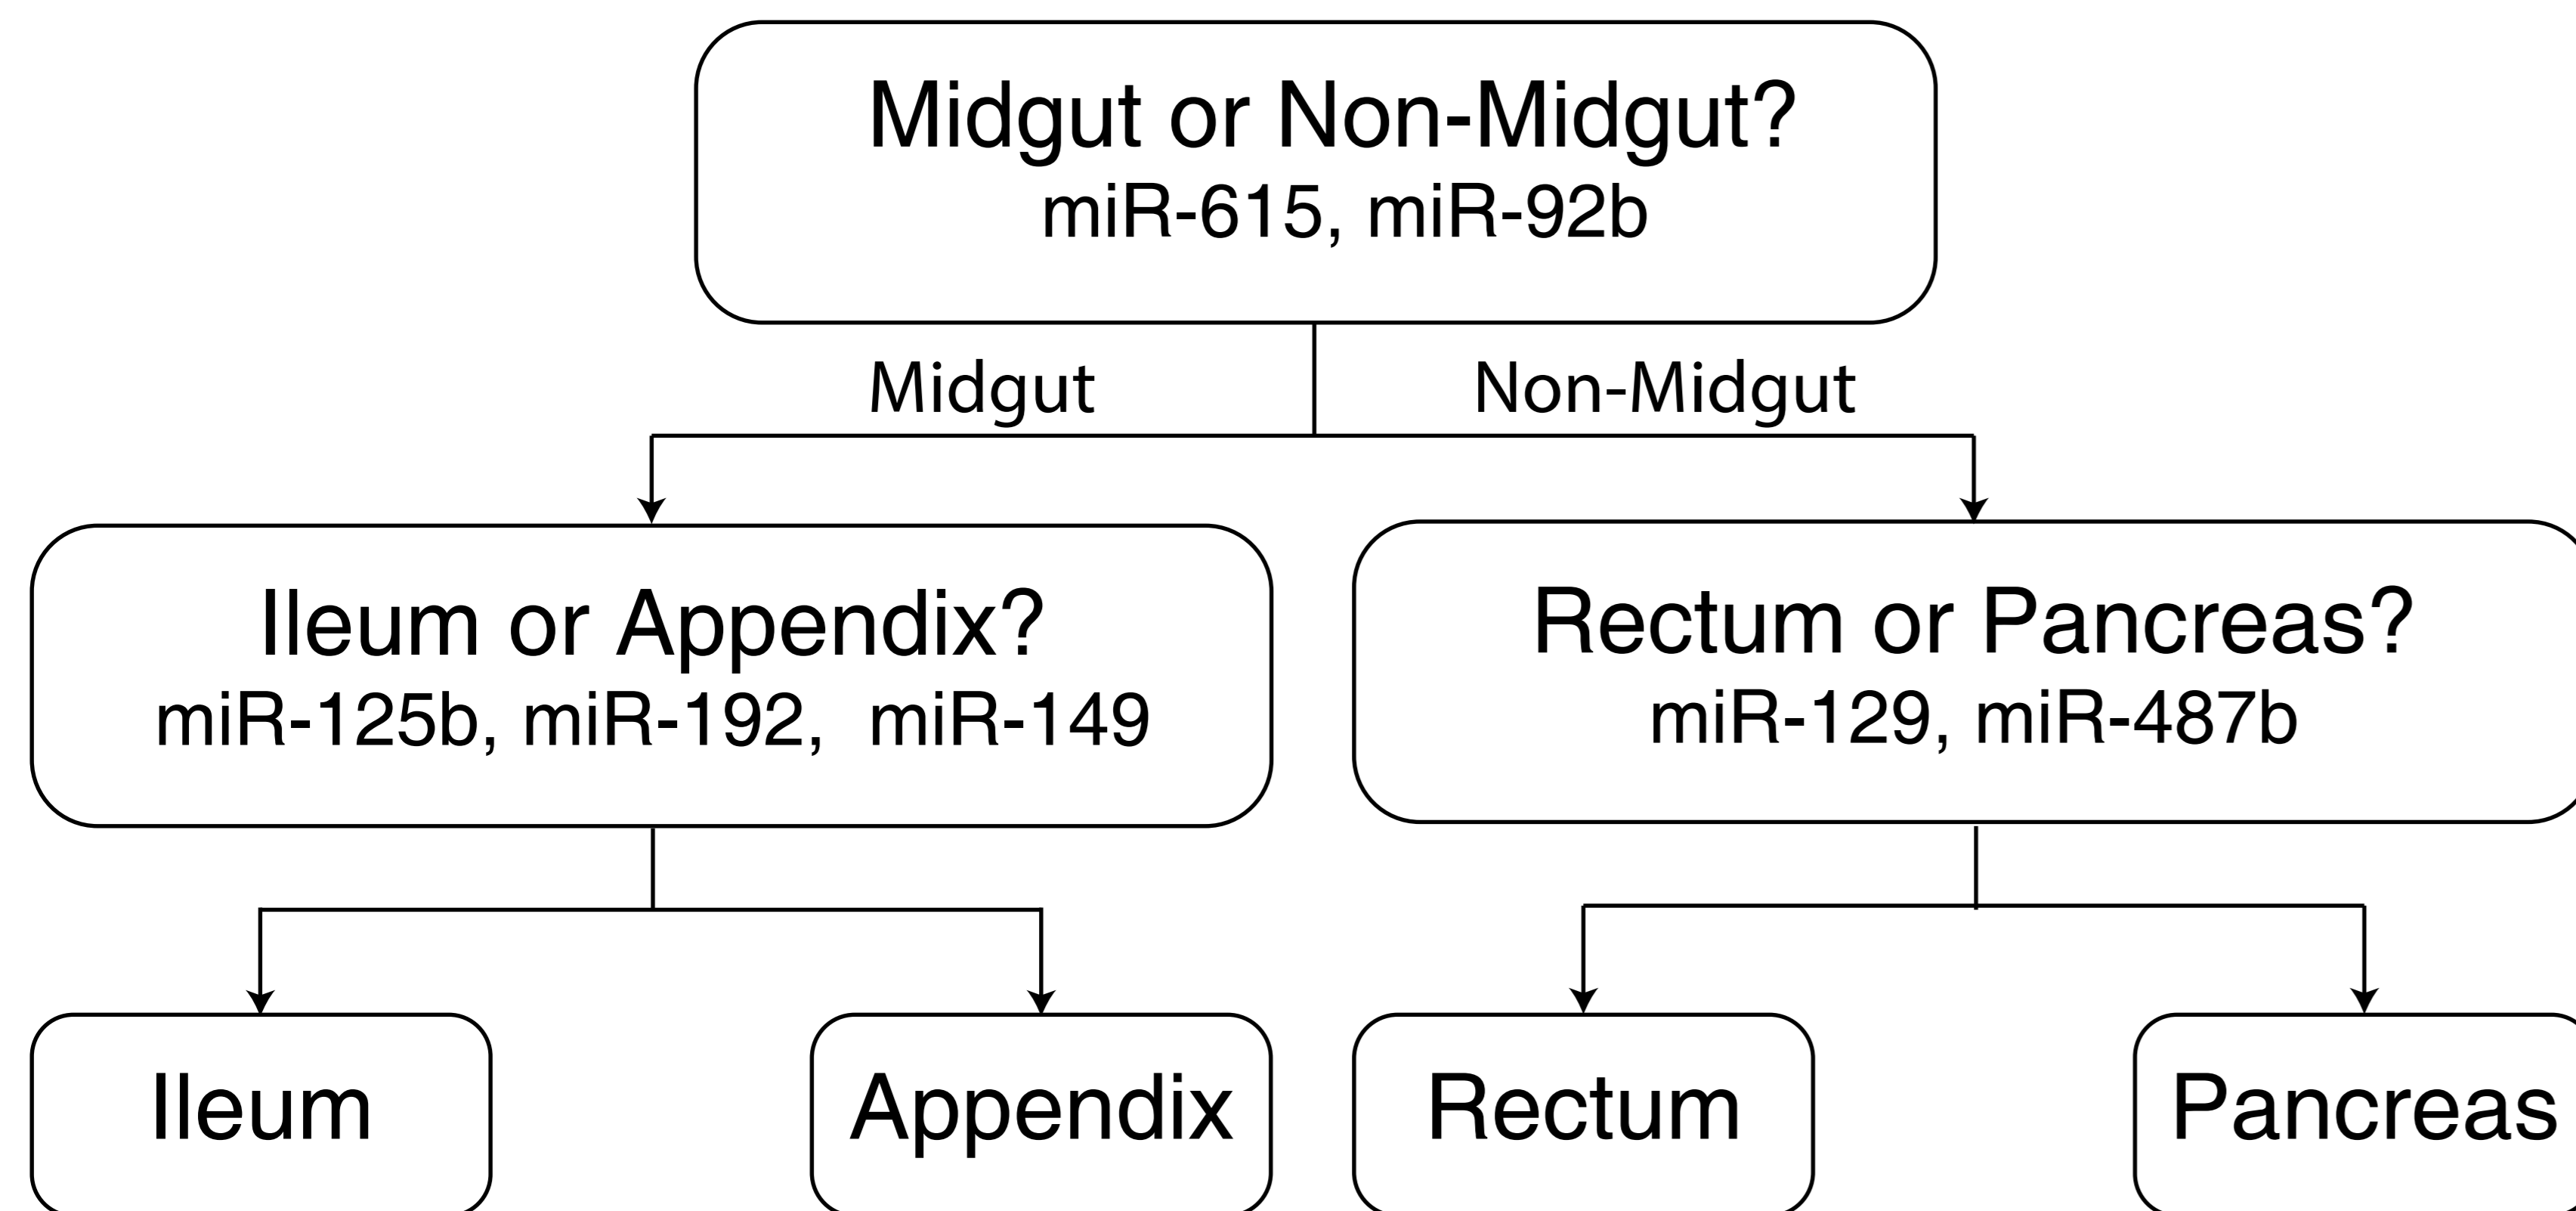 Midgut or Non-Midgut?
miR-615, miR-92b
Midgut
Non-Midgut
Ileum or Appendix?
miR-125b, miR-192, miR-149
Rectum or Pancreas?
miR-129, miR-487b
Ileum
Appendix
Rectum
Pancreas